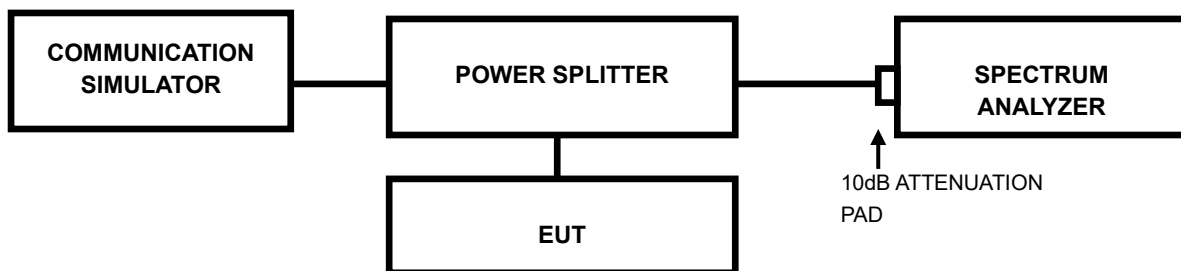 COMMUNICATION
SIMULATOR
POWER SPLITTER
SPECTRUM
ANALYZER
10dB ATTENUATION
PAD
EUT